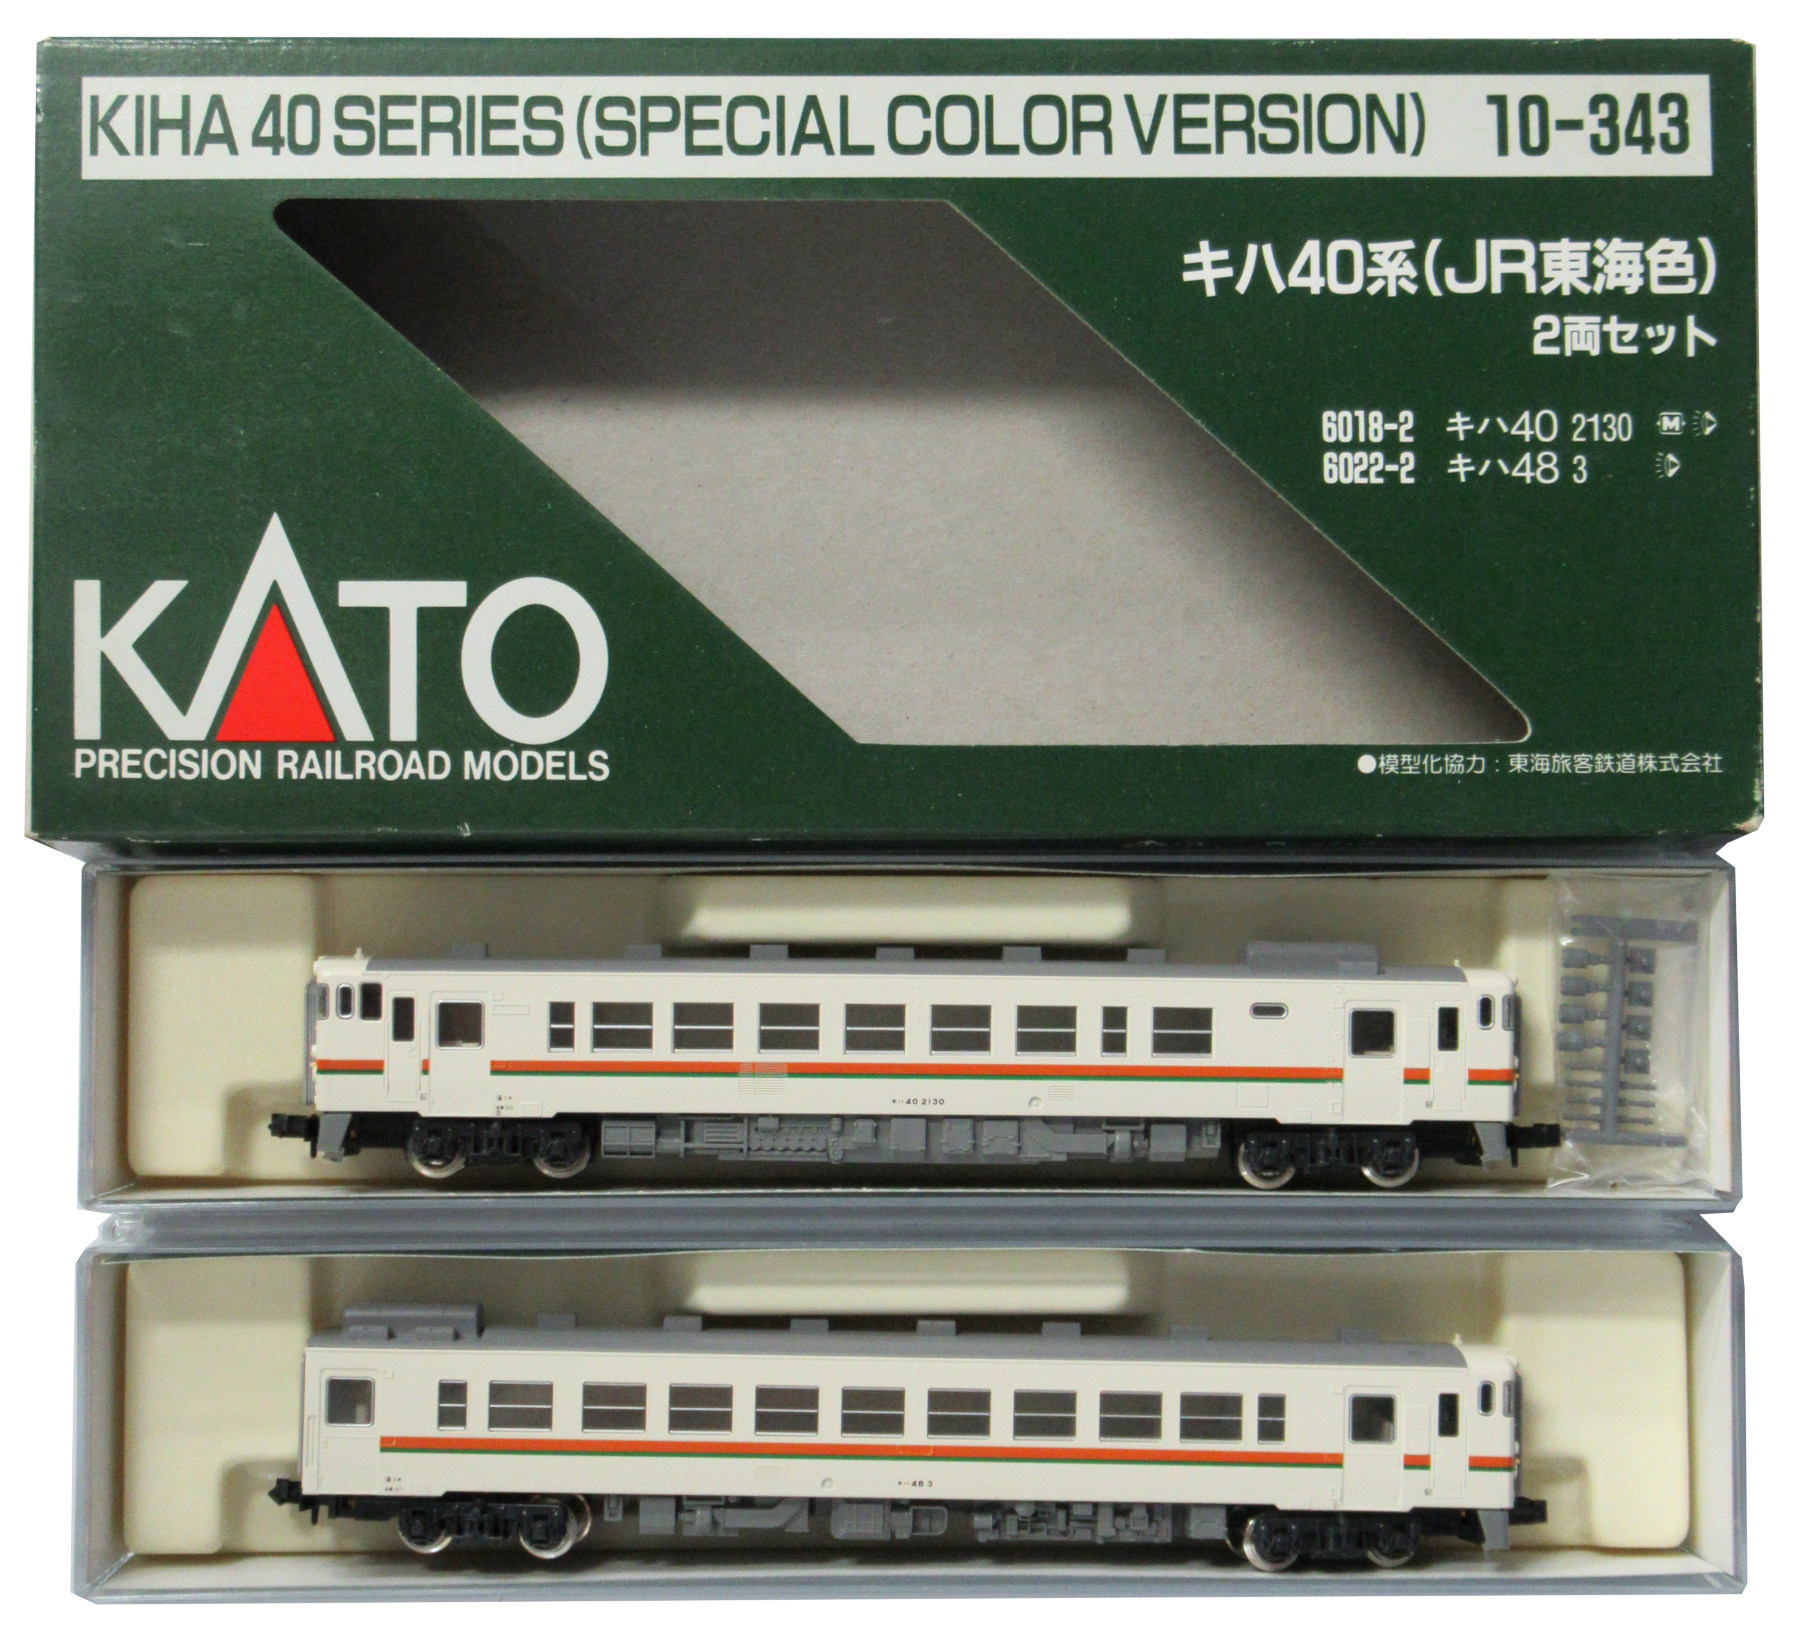 KIHA 40 SERIES (SPECIAL COLOR VERSION) 10-343
キハ40系(JR東海色)
2両セット
6018-2 キハ40 2130 M
6022-2 キハ48 3
KATO
PRECISION RAILROAD MODELS
●模型化協力：東海旅客鉄道株式会社
キハ40 2130
キハ48 3